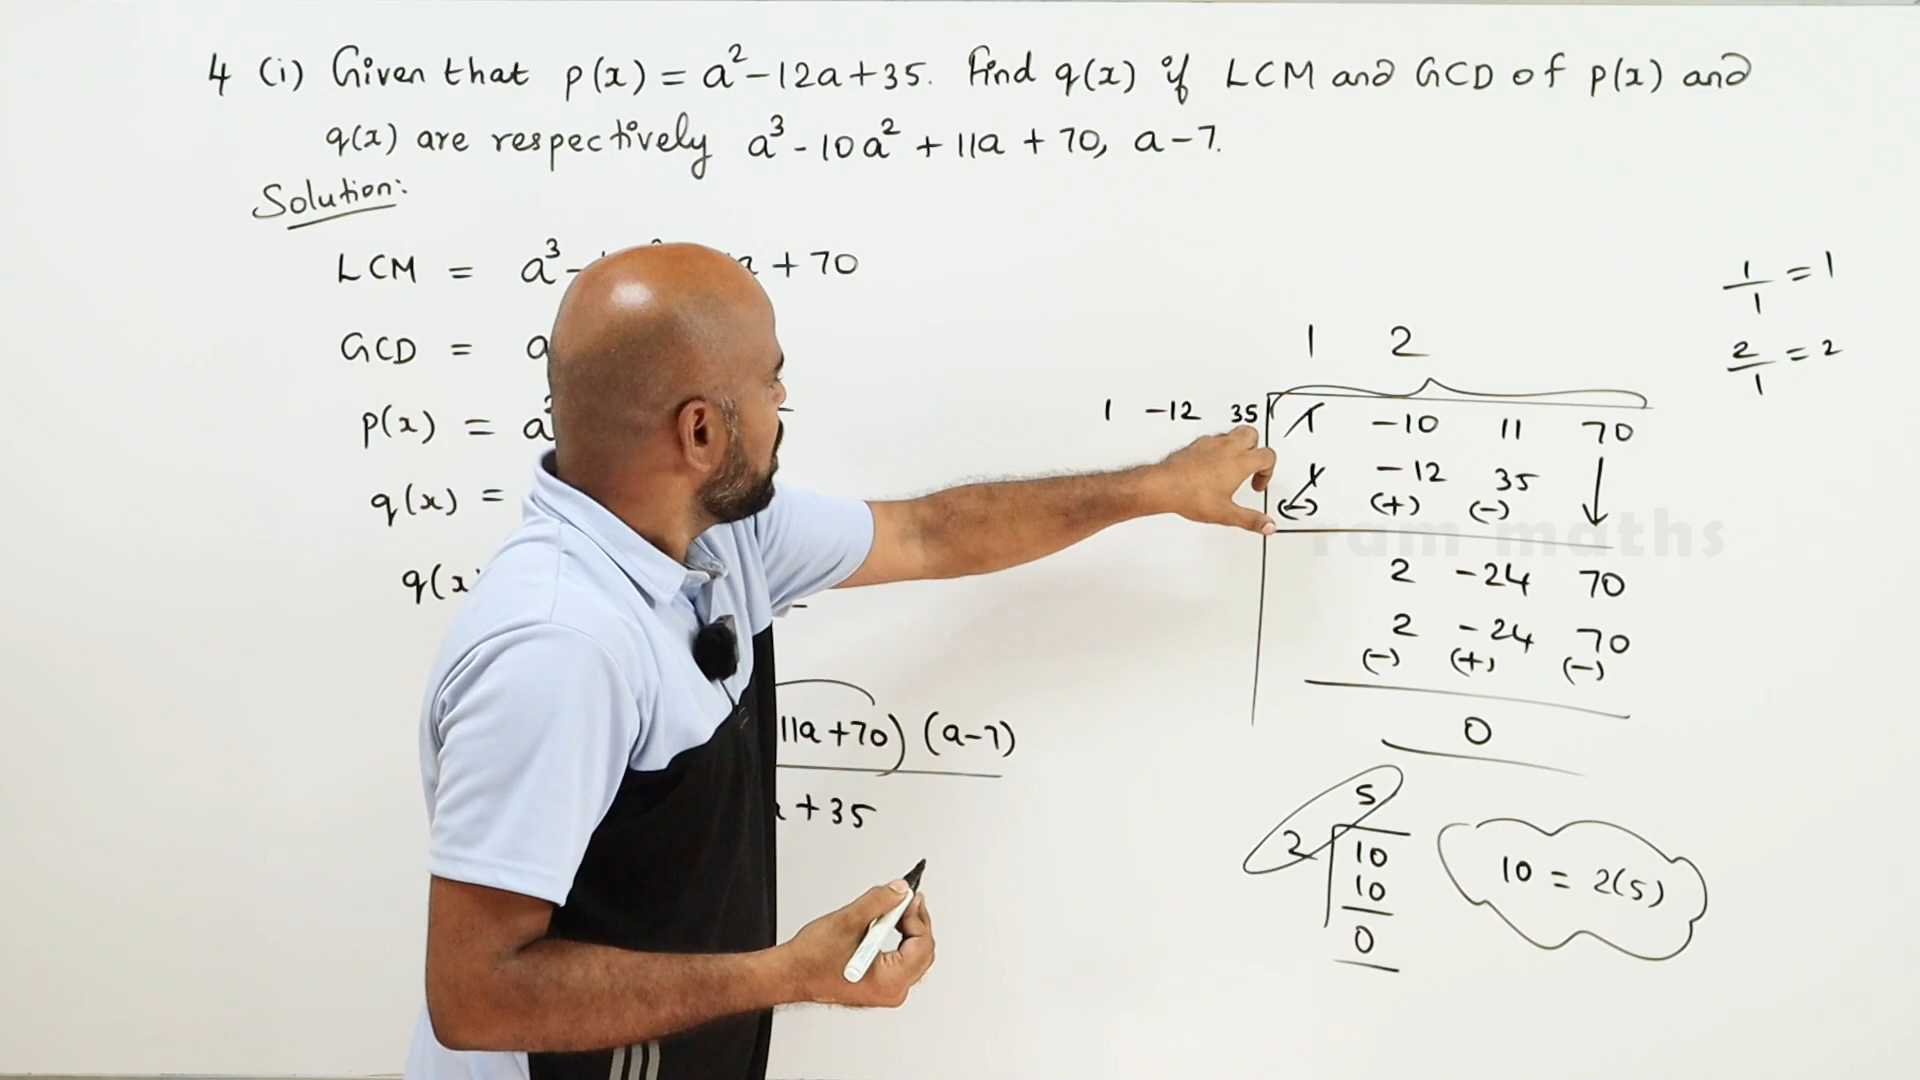 4 (i) Given that p(x) = a²-12a+35. Find q(x) if LCM and GCD of p(x) and
q(x) are respectively a³-10a²+11a+70, a-7.
Solution:
LCM = a³- a + 70
GCD = a
p(x) = a
q(x) =
q(x
11a+70) (a-7)
+35
1/1 = 1
2/1 = 2
1 2
1 -12 35 1 -10 11 70
1 -12 35
(-) (+) (-)
2 -24 70
2 -24 70
(-) (+) (-)
0
5
2 10
10
0
10 = 2(5)
ram maths